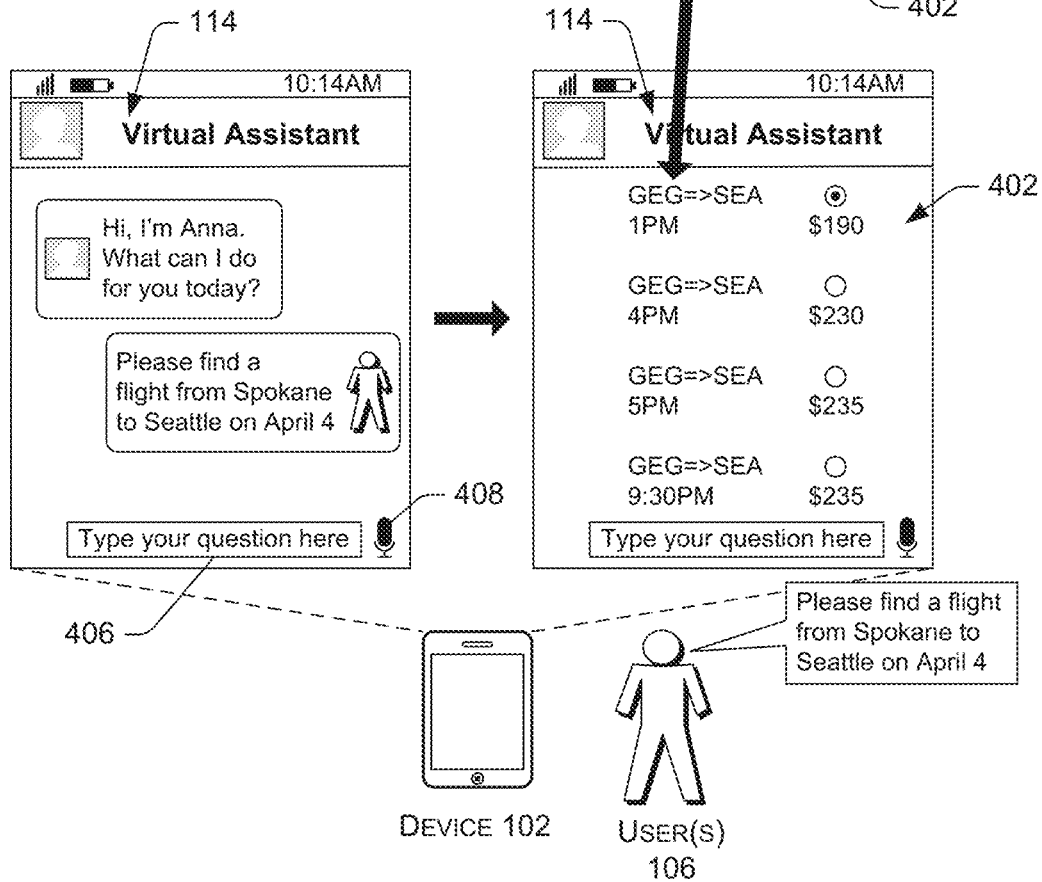 402
114
114
10:14AM
Virtual Assistant
Hi, I'm Anna.
What can I do
for you today?
Please find a
flight from Spokane
to Seattle on April 4
408
Type your question here
406
10:14AM
Virtual Assistant
402
GEG=>SEA
1PM $190
GEG=>SEA
4PM $230
GEG=>SEA
5PM $235
GEG=>SEA
9:30PM $235
Type your question here
Please find a flight
from Spokane to
Seattle on April 4
DEVICE 102
USER(S)
106